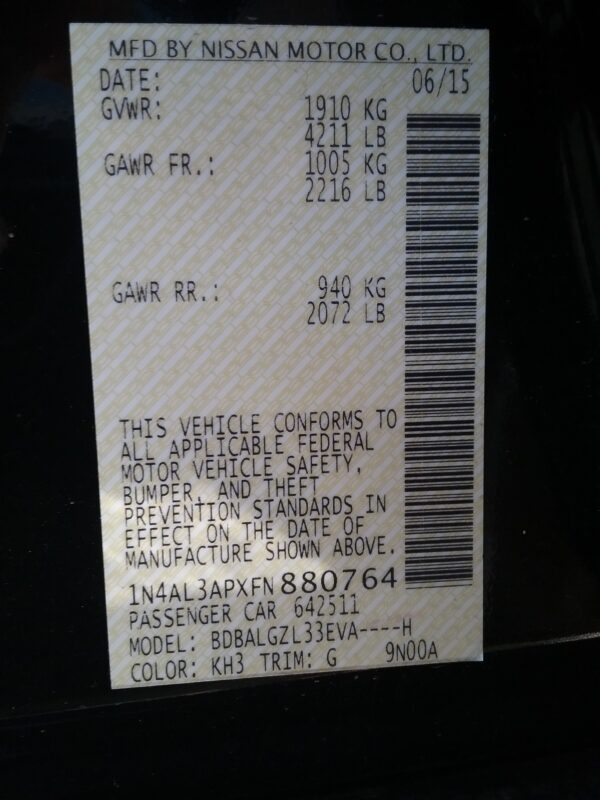 MFD BY NISSAN MOTOR CO., LTD.
DATE: 06/15
GVWR: 1910 KG
4211 LB
GAWR FR.: 1005 KG
2216 LB
GAWR RR.: 940 KG
2072 LB
THIS VEHICLE CONFORMS TO
ALL APPLICABLE FEDERAL
MOTOR VEHICLE SAFETY,
BUMPER, AND THEFT
PREVENTION STANDARDS IN
EFFECT ON THE DATE OF
MANUFACTURE SHOWN ABOVE.
1N4AL3APXFN880764
PASSENGER CAR 642511
MODEL: BDBALGZL33EVA----H
COLOR: KH3 TRIM: G 9N00A